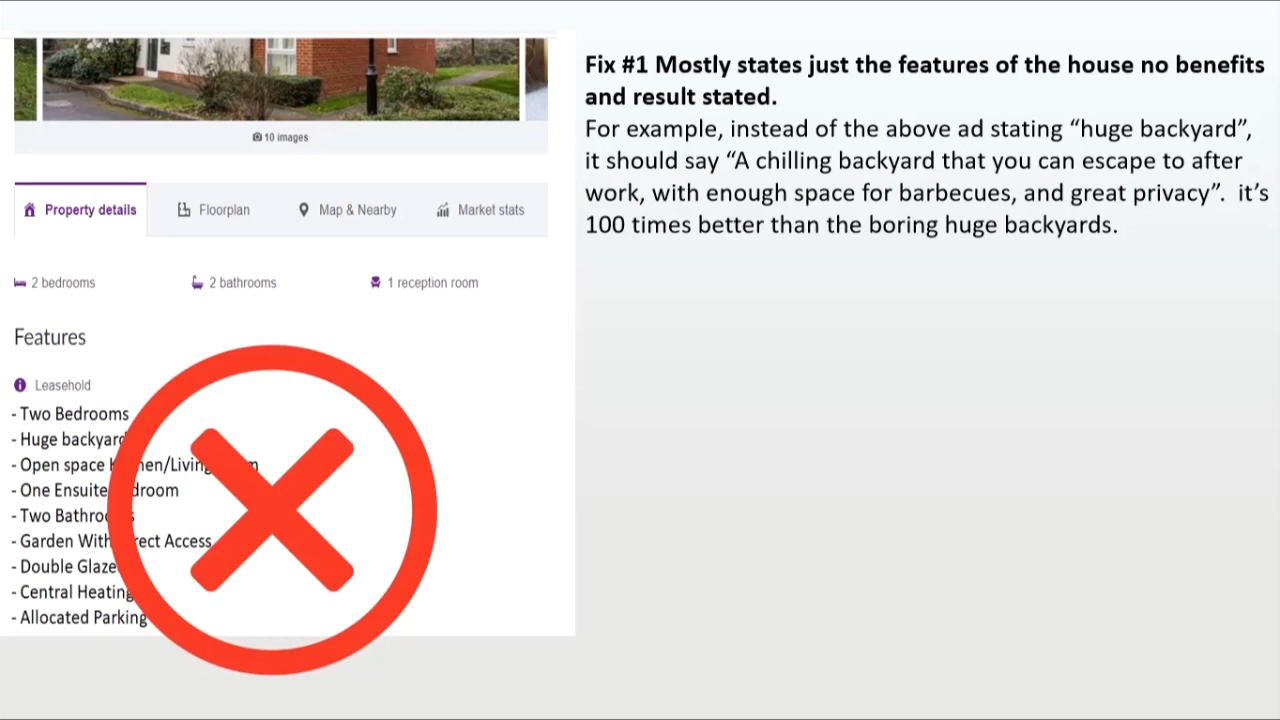 10 images
Property details
Floorplan
Map & Nearby
Market stats
2 bedrooms
2 bathrooms
1 reception room
Features
Leasehold
- Two Bedrooms
- Huge backyard
- Open space
- One Ensuite
- Two
- Garden With Access
- Double
- Central Heating
- Allocated Parking
Fix #1 Mostly states just the features of the house no benefits
and result stated.
For example, instead of the above ad stating “huge backyard”,
it should say “A chilling backyard that you can escape to after
work, with enough space for barbecues, and great privacy”. it’s
100 times better than the boring huge backyards.